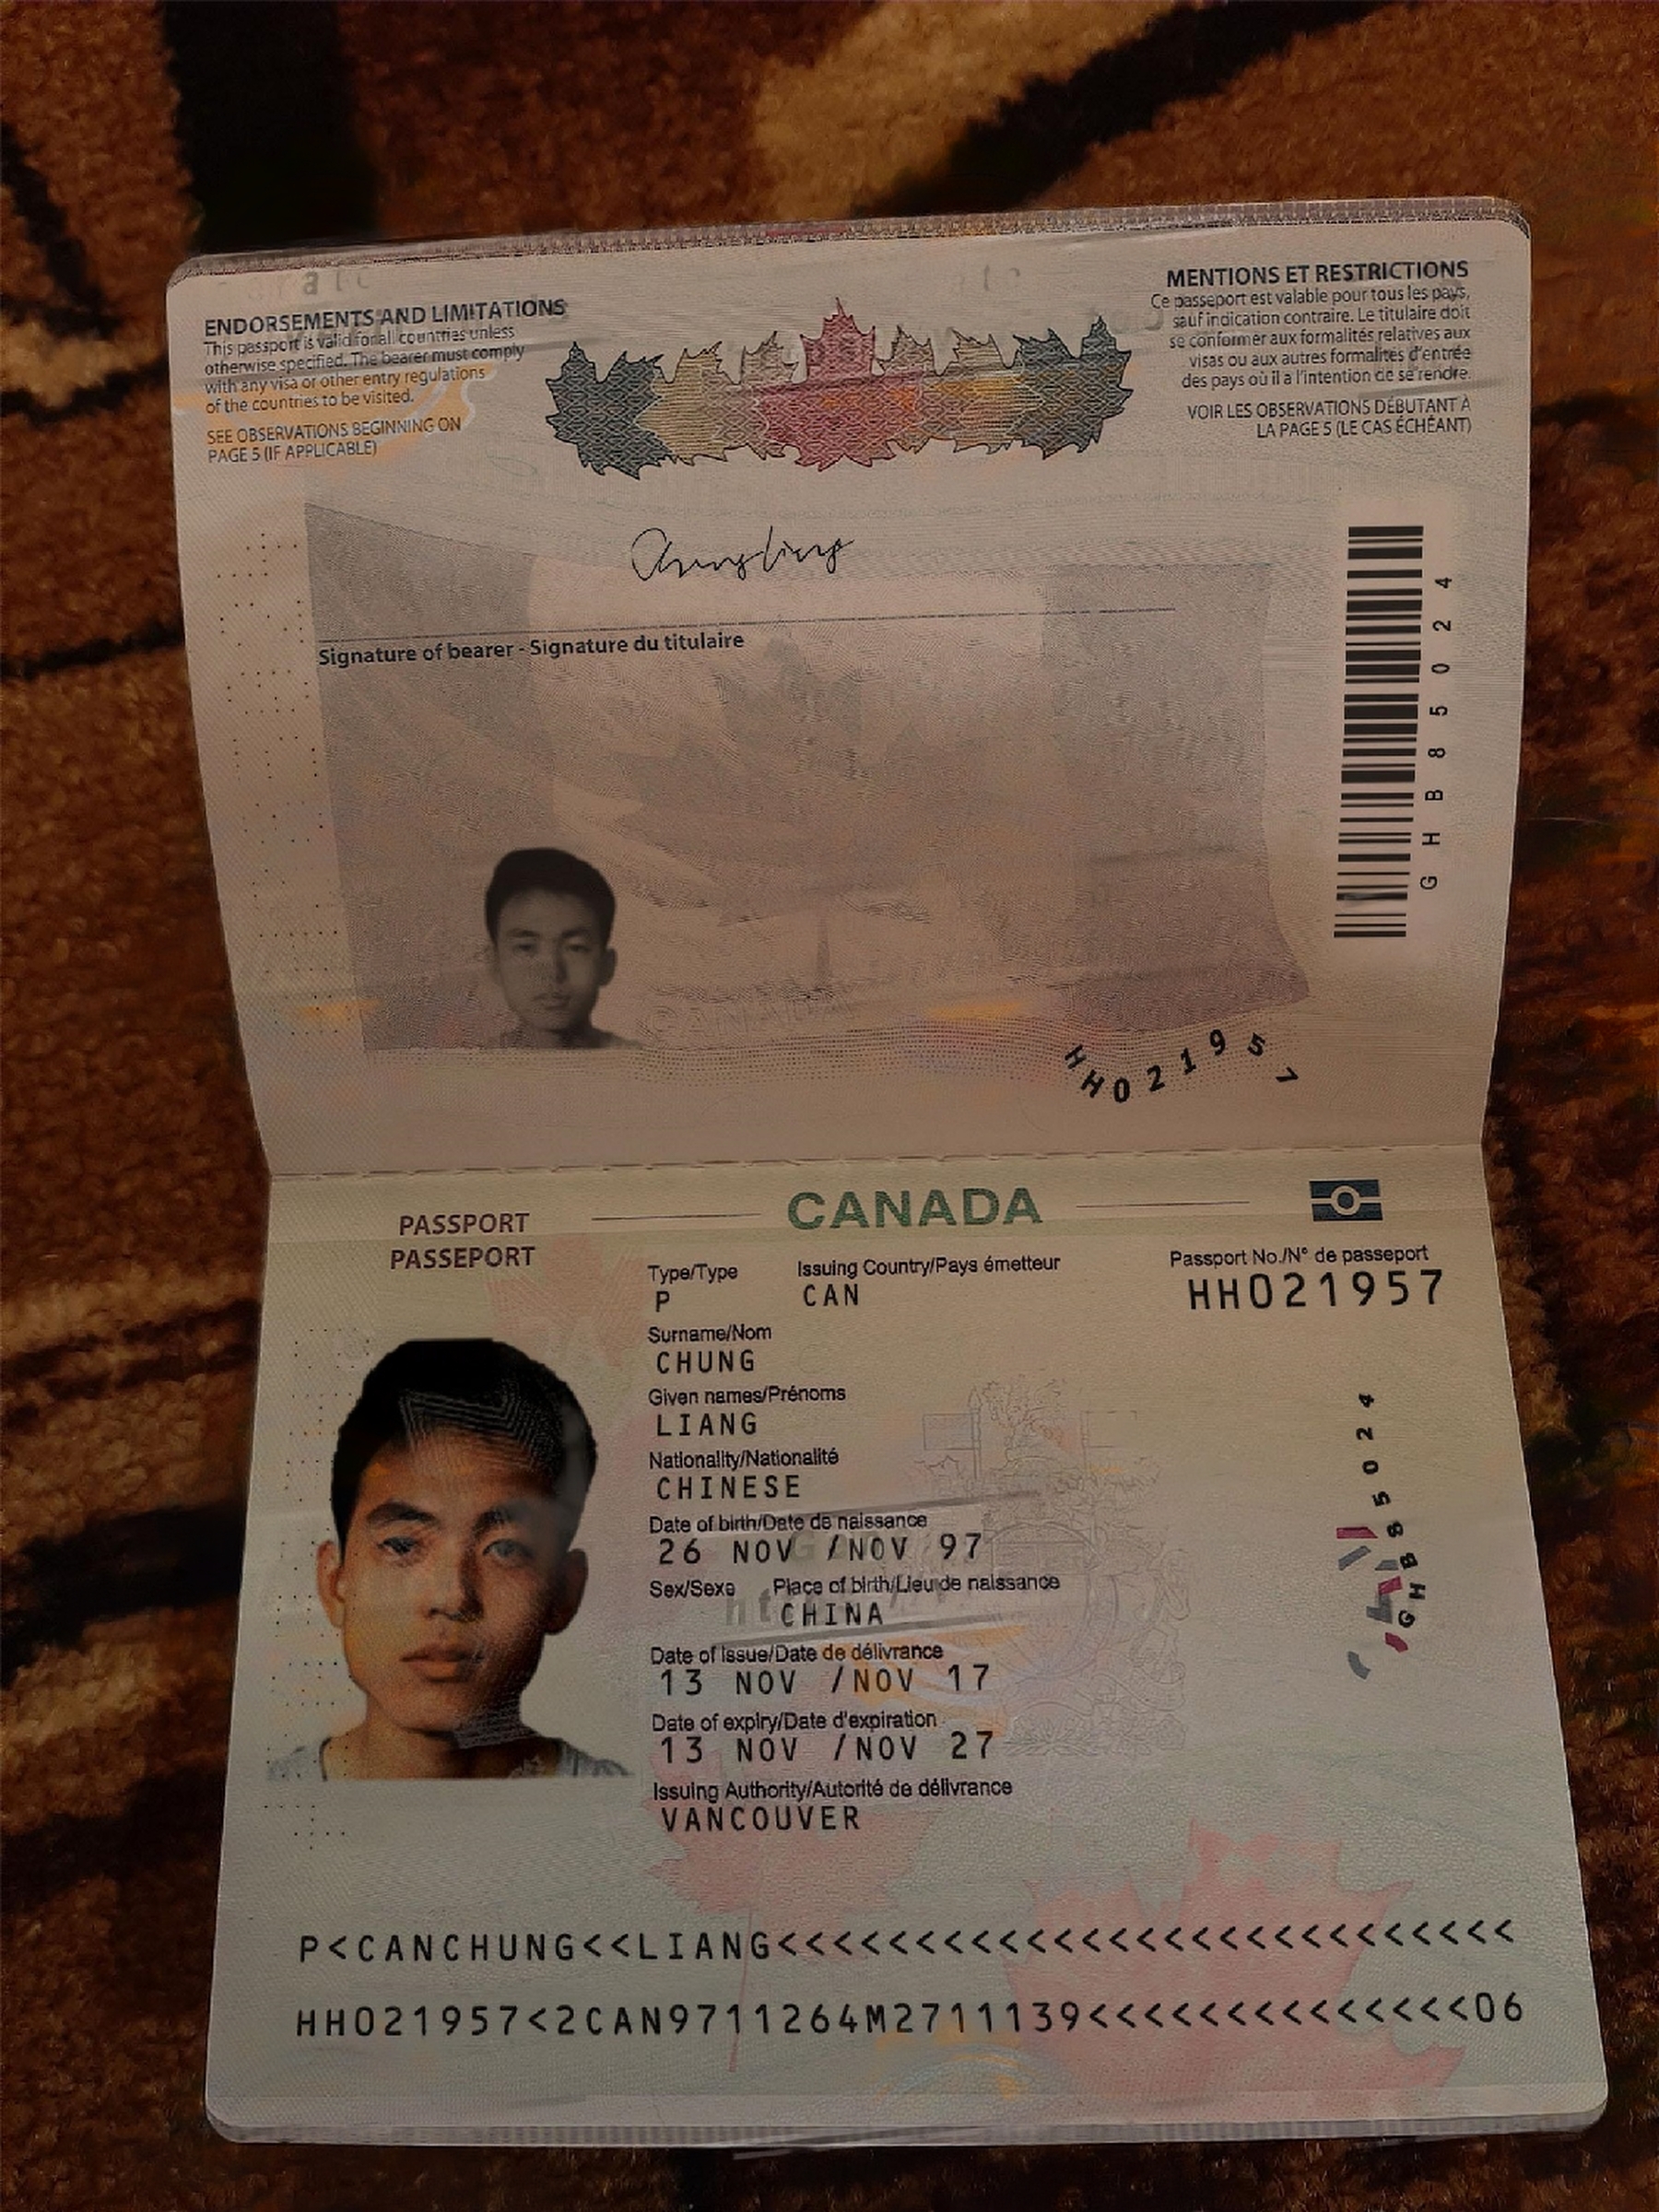 ENDORSEMENTS AND LIMITATIONS
This passport is valid for all countries unless
otherwise specified. The bearer must comply
with any visa or other entry regulations
of the countries to be visited.
SEE OBSERVATIONS BEGINNING ON
PAGE 5 (IF APPLICABLE)
MENTIONS ET RESTRICTIONS
Ce passeport est valable pour tous les pays,
sauf indication contraire. Le titulaire doit
se conformer aux formalités relatives aux
visas ou aux autres formalités d'entrée
des pays où il a l'intention de se rendre.
VOIR LES OBSERVATIONS DÉBUTANT À
LA PAGE 5 (LE CAS ÉCHÉANT)
Chung Liang
Signature of bearer - Signature du titulaire
GHB85024
CANADA
HH021957
PASSPORT
PASSEPORT
CANADA
Type/Type
P
Issuing Country/Pays émetteur
CAN
Passport No./N° de passeport
HH021957
Surname/Nom
CHUNG
Given names/Prénoms
LIANG
Nationality/Nationalité
CHINESE
Date of birth/Date de naissance
26 NOV /NOV 97
Sex/Sexe Place of birth/Lieu de naissance
CHINA
Date of issue/Date de délivrance
13 NOV /NOV 17
Date of expiry/Date d'expiration
13 NOV /NOV 27
Issuing Authority/Autorité de délivrance
VANCOUVER
GHB85024
P<CANCHUNG<<LIANG<<<<<<<<<<<<<<<<<<<<<<<<<<<
HH021957<2CAN9711264M2711139<<<<<<<<<<<<<<06